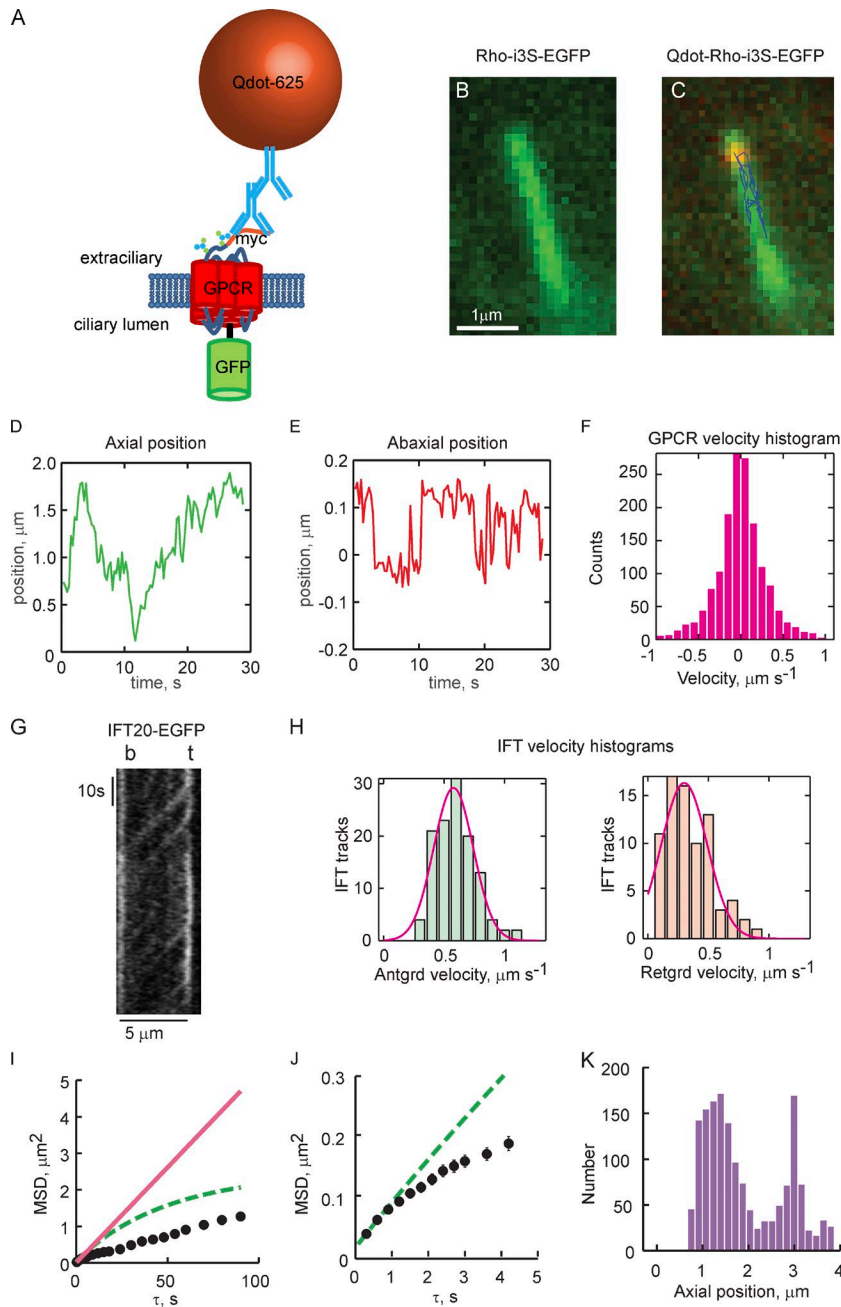 A
Qdot-625
myc
extraciliary
GPCR
ciliary lumen
GFP
Rho-i3S-EGFP
B
1μm
Qdot-Rho-i3S-EGFP
C
D
Axial position
position, μm
2.0
1.5
1.0
0.5
0
0 10 20 30
time, s
E
Abaxial position
position, μm
0.2
0.1
0
-0.1
-0.2
0 10 20 30
time, s
F
GPCR velocity histogram
Counts
250
200
150
100
50
0
-1 -0.5 0 0.5 1
Velocity, μm s-1
G
IFT20-EGFP
b t
10s
5 μm
H
IFT velocity histograms
IFT tracks
30
20
10
0
0 0.5 1
Antgrd velocity, μm s-1
IFT tracks
15
10
5
0
0 0.5 1
Retgrd velocity, μm s-1
I
MSD, μm2
5
4
3
2
1
0
0 50 100
τ, s
J
MSD, μm2
0.3
0.2
0.1
0
0 1 2 3 4 5
τ, s
K
Number
200
150
100
50
0
0 1 2 3 4
Axial position, μm